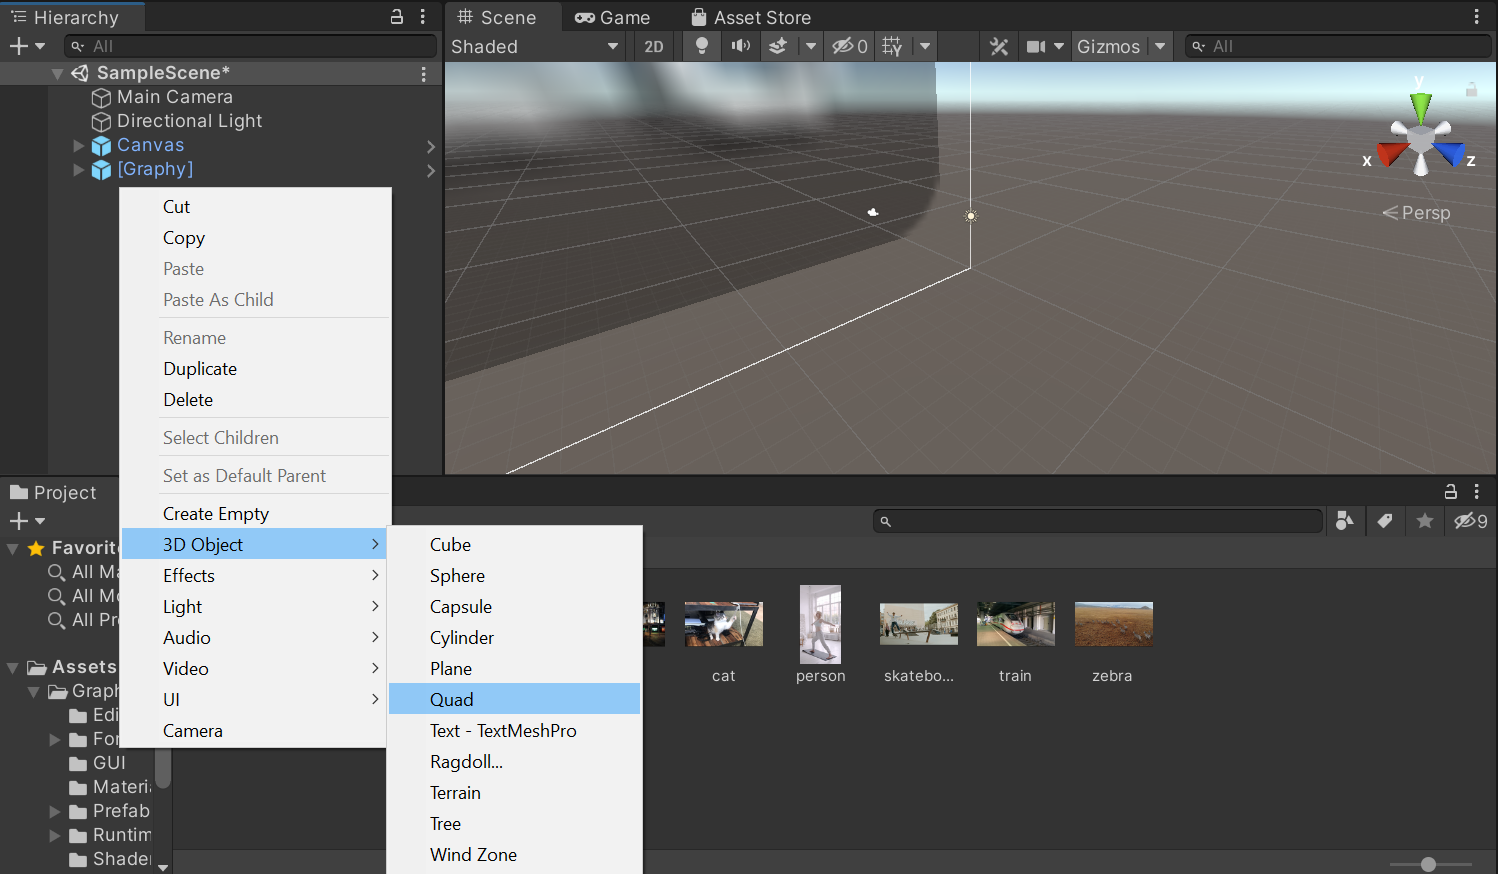 Hierarchy
All
SampleScene*
Main Camera
Directional Light
Canvas
[Graphy]
Scene
Game
Asset Store
Shaded
2D
0
Gizmos
All
y
x
z
Persp
Cut
Copy
Paste
Paste As Child
Rename
Duplicate
Delete
Select Children
Set as Default Parent
Create Empty
3D Object
Effects
Light
Audio
Video
UI
Camera
Cube
Sphere
Capsule
Cylinder
Plane
Quad
Text - TextMeshPro
Ragdoll...
Terrain
Tree
Wind Zone
Project
9
Favorite
All Ma
All Mo
All Pr
Assets
Graph
Edi
For
GUI
Materi
Prefab
Runtim
Shader
cat
person
skatebo...
train
zebra